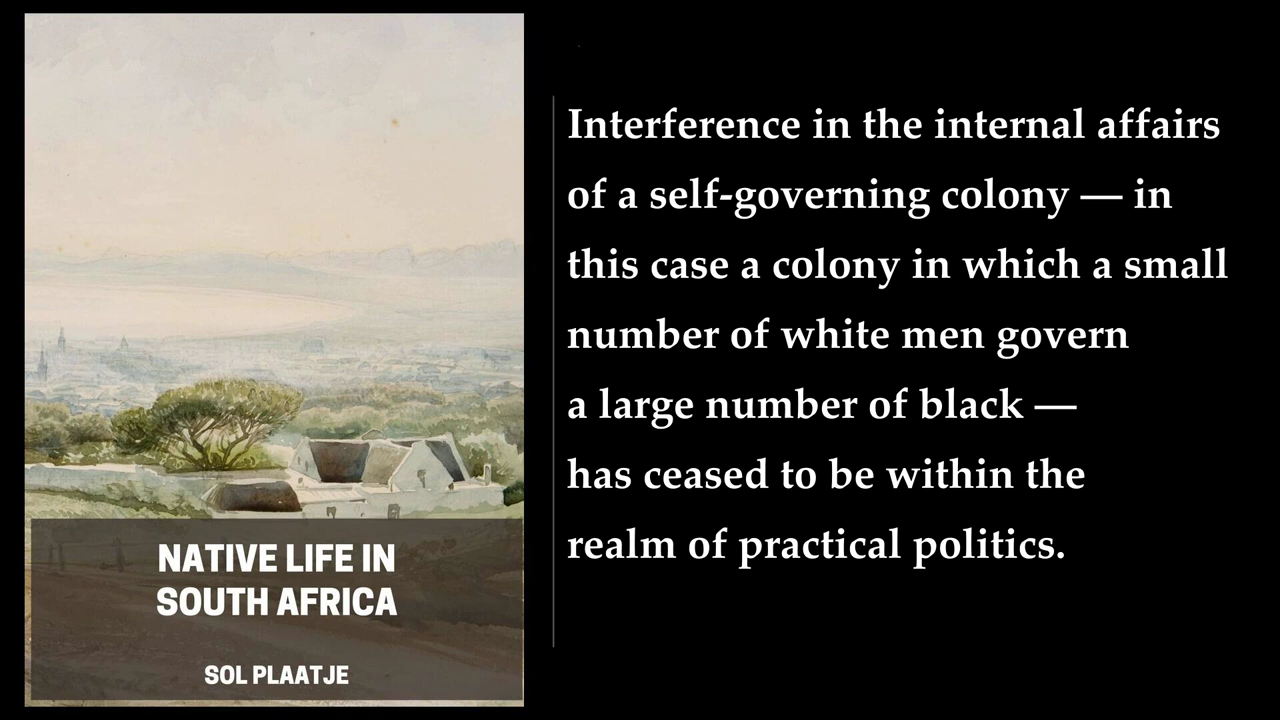 NATIVE LIFE IN
SOUTH AFRICA
SOL PLAATJE
Interference in the internal affairs
of a self-governing colony — in
this case a colony in which a small
number of white men govern
a large number of black —
has ceased to be within the
realm of practical politics.